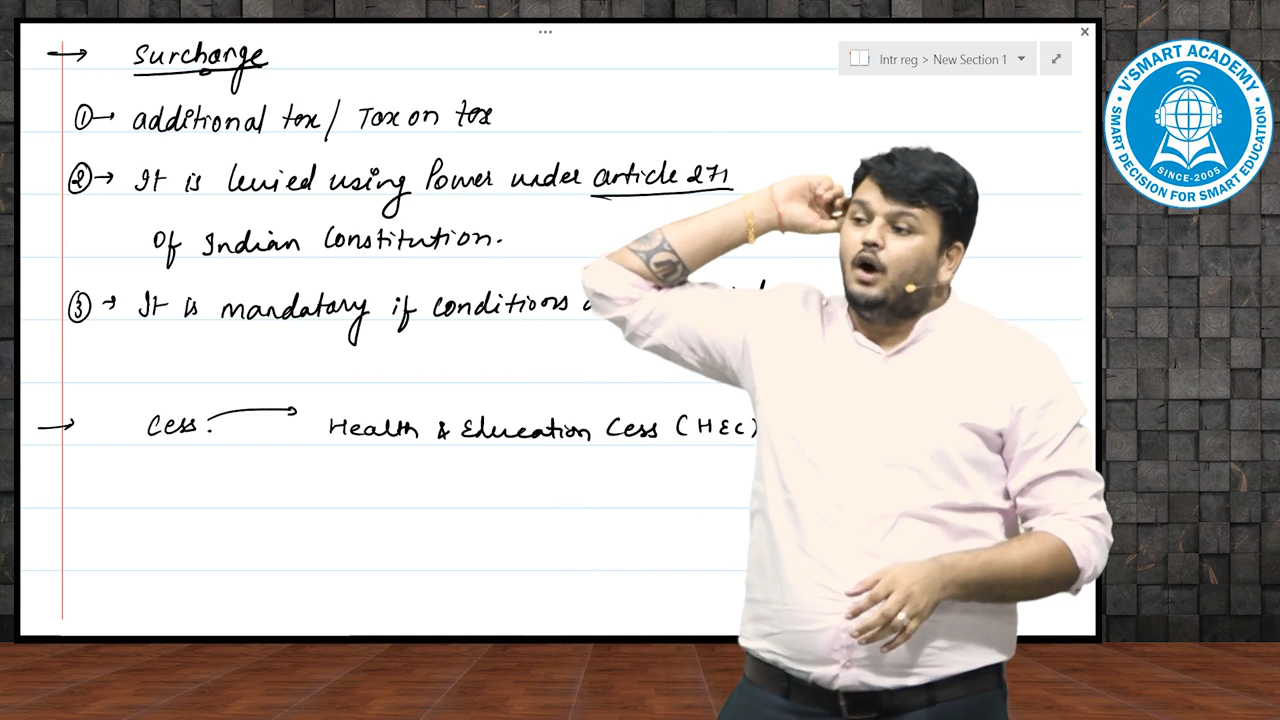 → Surcharge
Intr reg > New Section 1
①→ additional tax / Tax on tax
②→ It is levied using Power under article 271
Of Indian Constitution.
③→ It is mandatory if conditions
→ Cess. → Health & Education Cess (HEC)
V'SMART ACADEMY
SINCE-2005
SMART DECISION FOR SMART EDUCATION